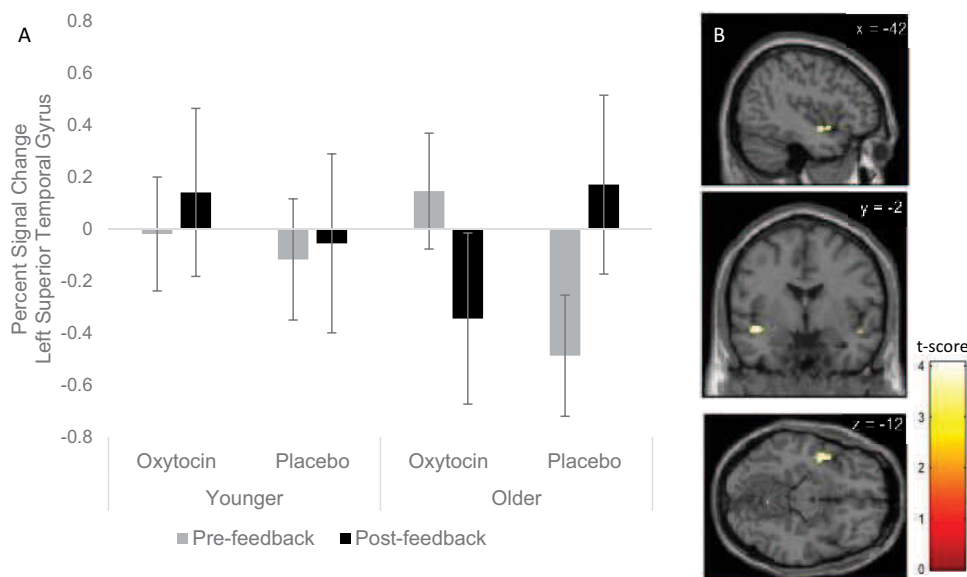 A
Percent Signal Change
Left Superior Temporal Gyrus
0.8
0.6
0.4
0.2
0
-0.2
-0.4
-0.6
-0.8
Oxytocin
Placebo
Oxytocin
Placebo
Younger
Older
Pre-feedback
Post-feedback
B
x = -42
y = -2
z = -12
t-score
4
3
2
1
0